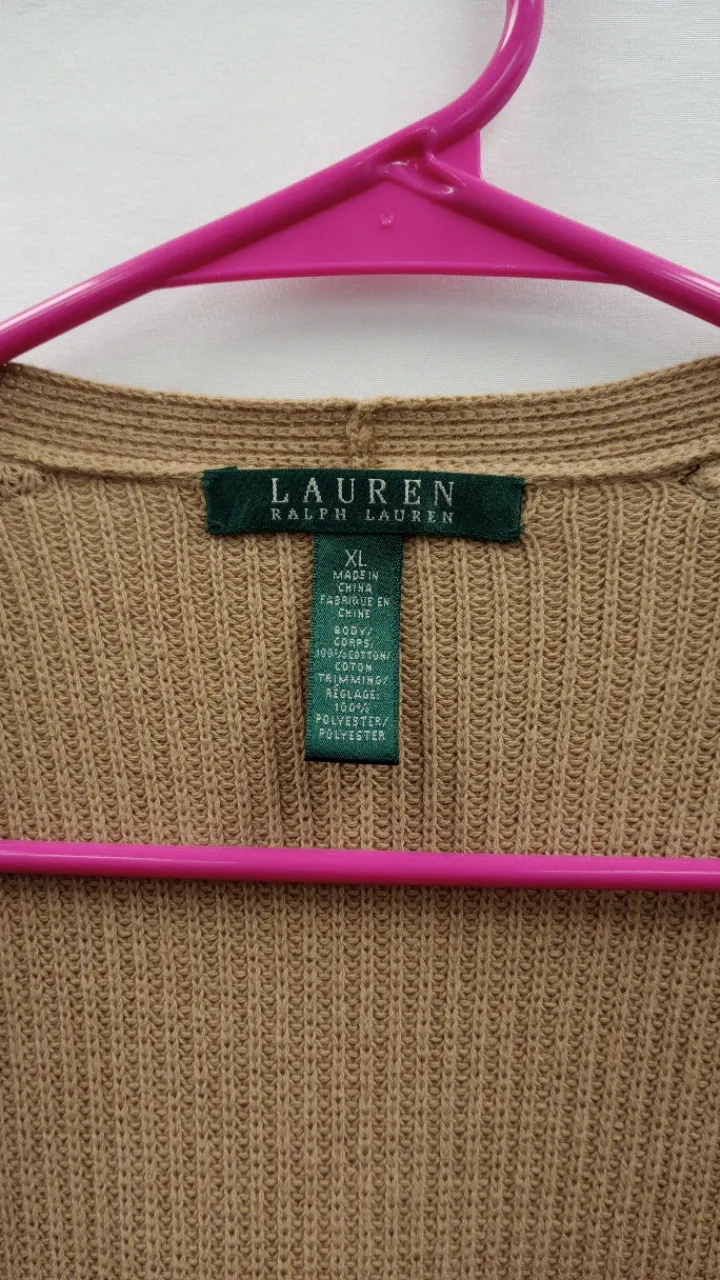 LAUREN
RALPH LAUREN
XL
MADE IN
CHINA
FABRIQUE EN
CHINE
BODY/
CORPS:
100% COTTON/
COTON
TRIMMING/
RÉGLAGE:
100%
POLYESTER/
POLYESTER